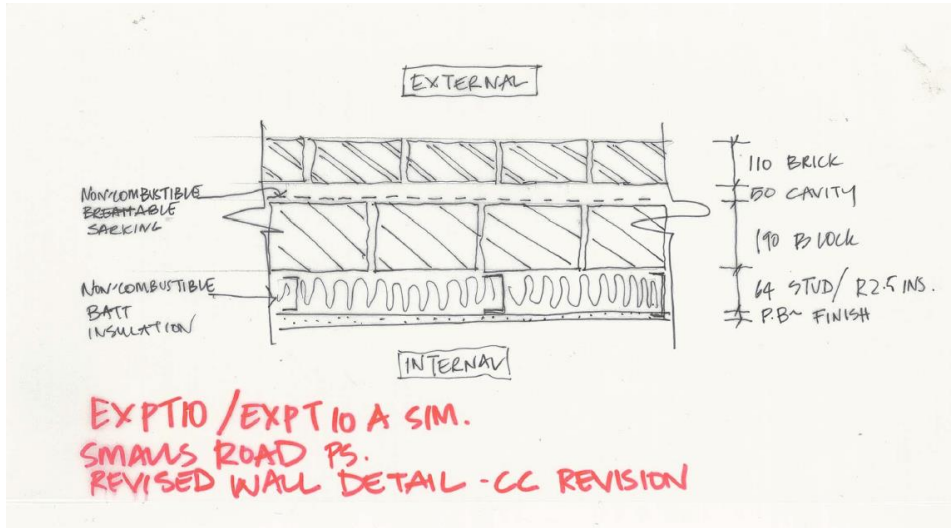 EXTERNAL
NON-COMBUSTIBLE
BREATHABLE
SARKING
NON-COMBUSTIBLE
BATT
INSULATION
110 BRICK
50 CAVITY
190 BLOCK
64 STUD/ R2.5 INS.
P.B~ FINISH
INTERNAL
EXPT10/EXPT10A SIM.
SMALLS ROAD PS.
REVISED WALL DETAIL - CC REVISION